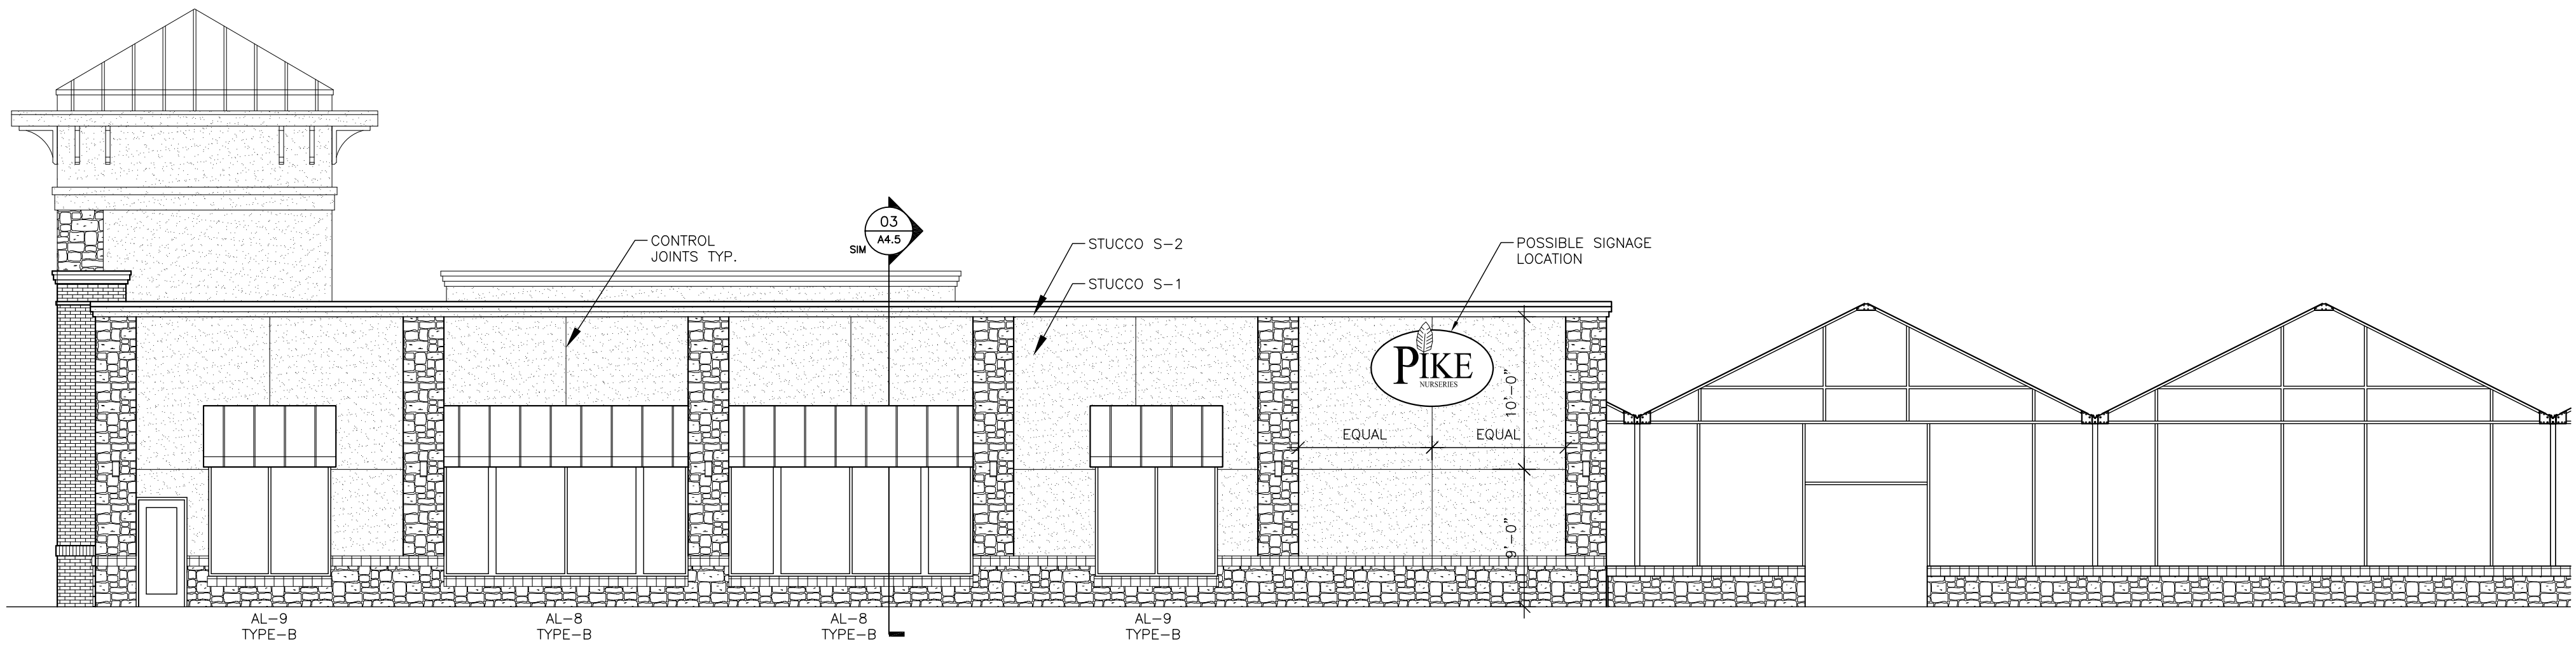 03
A4.5
SIM
CONTROL
JOINTS TYP.
STUCCO S-2
STUCCO S-1
POSSIBLE SIGNAGE
LOCATION
PIKE
NURSERIES
10'-0"
EQUAL
EQUAL
9'-0"
AL-9
TYPE-B
AL-8
TYPE-B
AL-8
TYPE-B
AL-9
TYPE-B